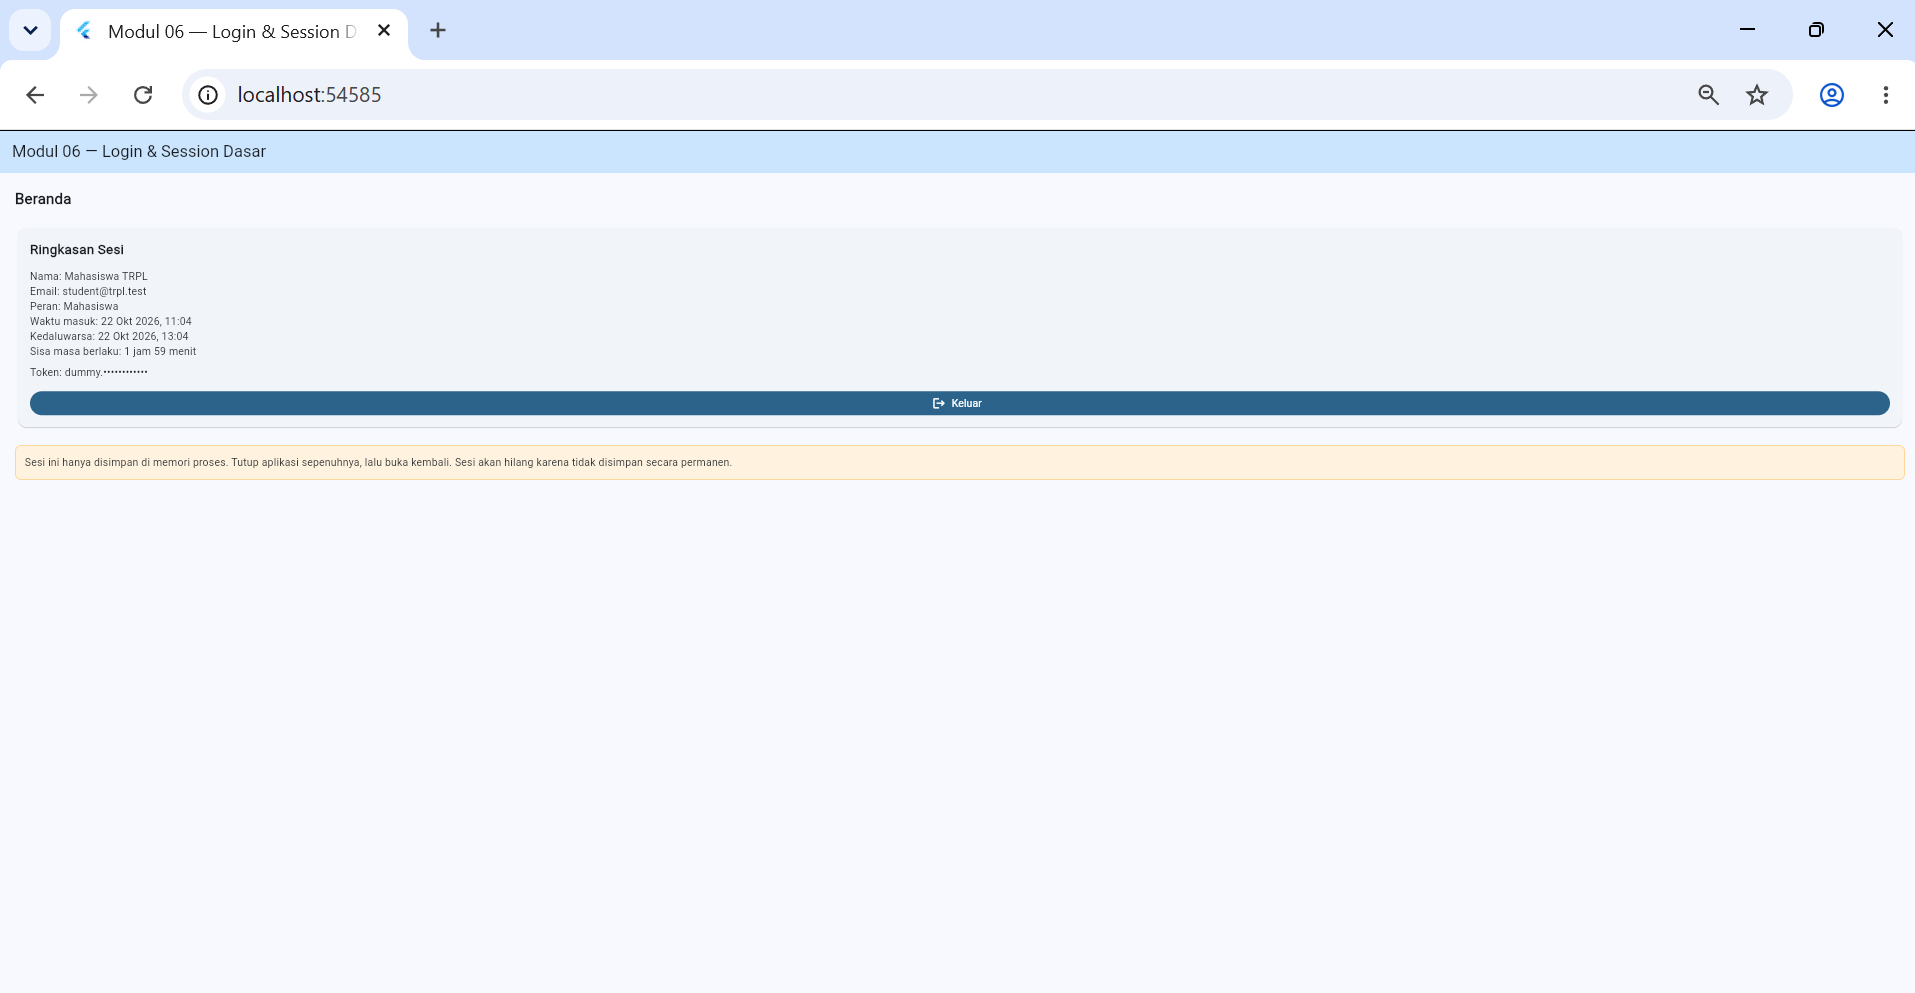 Modul 06 — Login & Session D
localhost:54585
Modul 06 — Login & Session Dasar
Beranda
Ringkasan Sesi
Nama: Mahasiswa TRPL
Email: student@trpl.test
Peran: Mahasiswa
Waktu masuk: 22 Okt 2026, 11:04
Kedaluwarsa: 22 Okt 2026, 13:04
Sisa masa berlaku: 1 jam 59 menit
Token: dummy.••••••••••••
Keluar
Sesi ini hanya disimpan di memori proses. Tutup aplikasi sepenuhnya, lalu buka kembali. Sesi akan hilang karena tidak disimpan secara permanen.